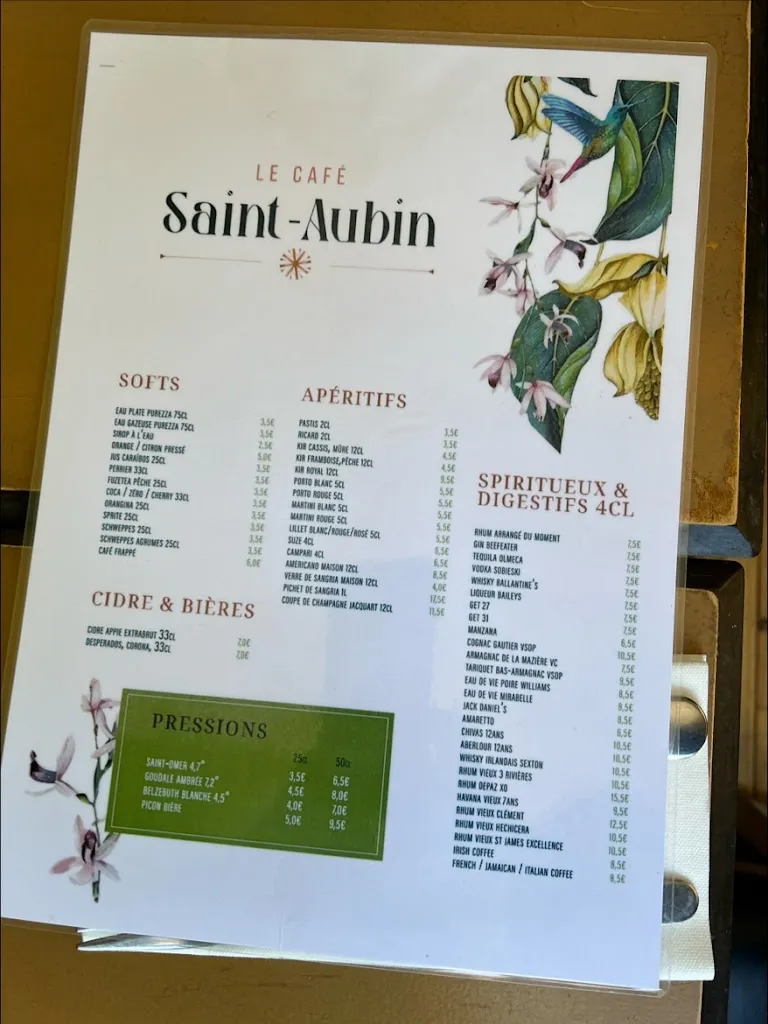 LE CAFÉ
Saint-Aubin
SOFTS
EAU PLATE PUREZZA 75CL 3,5€
EAU GAZEUSE PUREZZA 75CL 3,5€
SIROP À L'EAU 2,5€
ORANGE / CITRON PRESSÉ 5,0€
JUS CARAÏBOS 25CL 3,5€
PERRIER 33CL 3,5€
FUZETEA PÊCHE 25CL 3,5€
COCA / ZÉRO / CHERRY 33CL 3,5€
ORANGINA 25CL 3,5€
SPRITE 25CL 3,5€
SCHWEPPES 25CL 3,5€
SCHWEPPES AGRUMES 25CL 3,5€
CAFÉ FRAPPÉ 6,0€
CIDRE & BIÈRES
CIDRE APPIE EXTRABRUT 33CL 7,0€
DESPERADOS, CORONA, 33CL 7,0€
PRESSIONS
25CL 50CL
SAINT-OMER 4,7° 3,5€ 6,5€
GOUDALE AMBRÉE 7,2° 4,5€ 8,0€
BELZEBUTH BLANCHE 4,5° 4,0€ 7,0€
PICON BIÈRE 5,0€ 9,5€
APÉRITIFS
PASTIS 2CL 3,5€
RICARD 2CL 3,5€
KIR CASSIS, MÛRE 12CL 4,5€
KIR FRAMBOISE,PÊCHE 12CL 4,5€
KIR ROYAL 12CL 9,5€
PORTO BLANC 5CL 5,5€
PORTO ROUGE 5CL 5,5€
MARTINI BLANC 5CL 5,5€
MARTINI ROUGE 5CL 5,5€
LILLET BLANC/ROUGE/ROSÉ 5CL 5,5€
SUZE 4CL 6,5€
CAMPARI 4CL 6,5€
AMERICANO MAISON 12CL 8,5€
VERRE DE SANGRIA MAISON 12CL 4,0€
PICHET DE SANGRIA 1L 17,5€
COUPE DE CHAMPAGNE JACQUART 12CL 11,5€
SPIRITUEUX &
DIGESTIFS 4CL
RHUM ARRANGÉ DU MOMENT 7,5€
GIN BEEFEATER 7,5€
TEQUILA OLMECA 7,5€
VODKA SOBIESKI 7,5€
WHISKY BALLANTINE'S 7,5€
LIQUEUR BAILEYS 7,5€
GET 27 7,5€
GET 31 7,5€
MANZANA 6,5€
COGNAC GAUTIER VSOP 10,5€
ARMAGNAC DE LA MAZIÈRE VC 7,5€
TARIQUET BAS-ARMAGNAC VSOP 9,5€
EAU DE VIE POIRE WILLIAMS 8,5€
EAU DE VIE MIRABELLE 8,5€
JACK DANIEL'S 8,5€
AMARETTO 8,5€
CHIVAS 12ANS 10,5€
ABERLOUR 12ANS 10,5€
WHISKY IRLANDAIS SEXTON 10,5€
RHUM VIEUX 3 RIVIÈRES 10,5€
RHUM DEPAZ XO 15,5€
HAVANA VIEUX 7ANS 9,5€
RHUM VIEUX CLÉMENT 12,5€
RHUM VIEUX HECHICERA 10,5€
RHUM VIEUX ST JAMES EXCELLENCE 10,5€
IRISH COFFEE 8,5€
FRENCH / JAMAICAN / ITALIAN COFFEE 8,5€